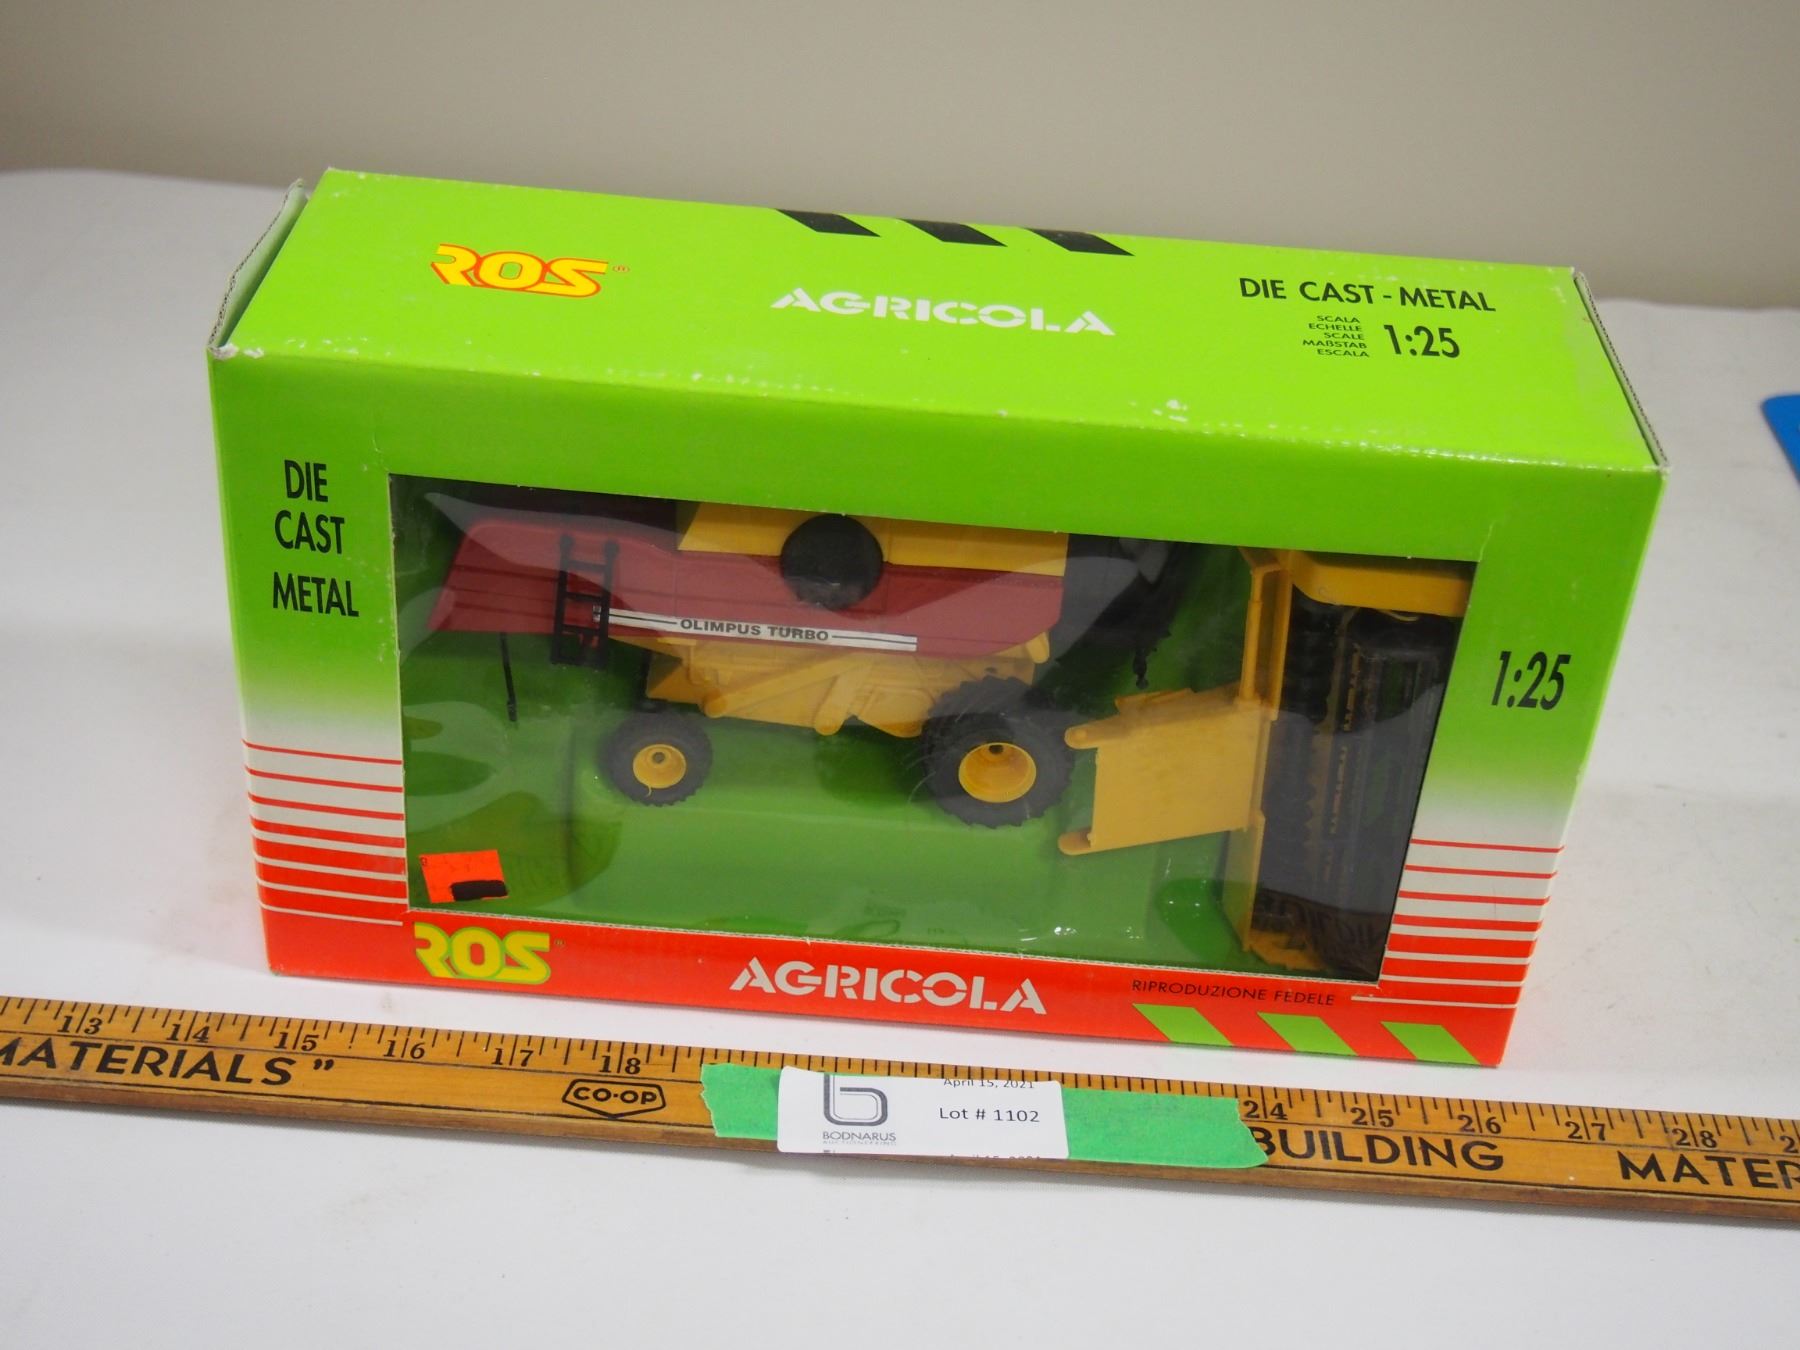 ROS®
AGRICOLA
DIE CAST - METAL
SCALA
ECHELLE
SCALE
MAßSTAB
ESCALA
1:25
DIE
CAST
METAL
OLIMPUS TURBO
1:25
ROS®
AGRICOLA
RIPRODUZIONE FEDELE
13 14 15 16 17 18 24 25 26 27 28
MATERIALS”
CO-OP
BUILDING
April 15, 2021
Lot # 1102
BODNARUS
AUCTIONEERING